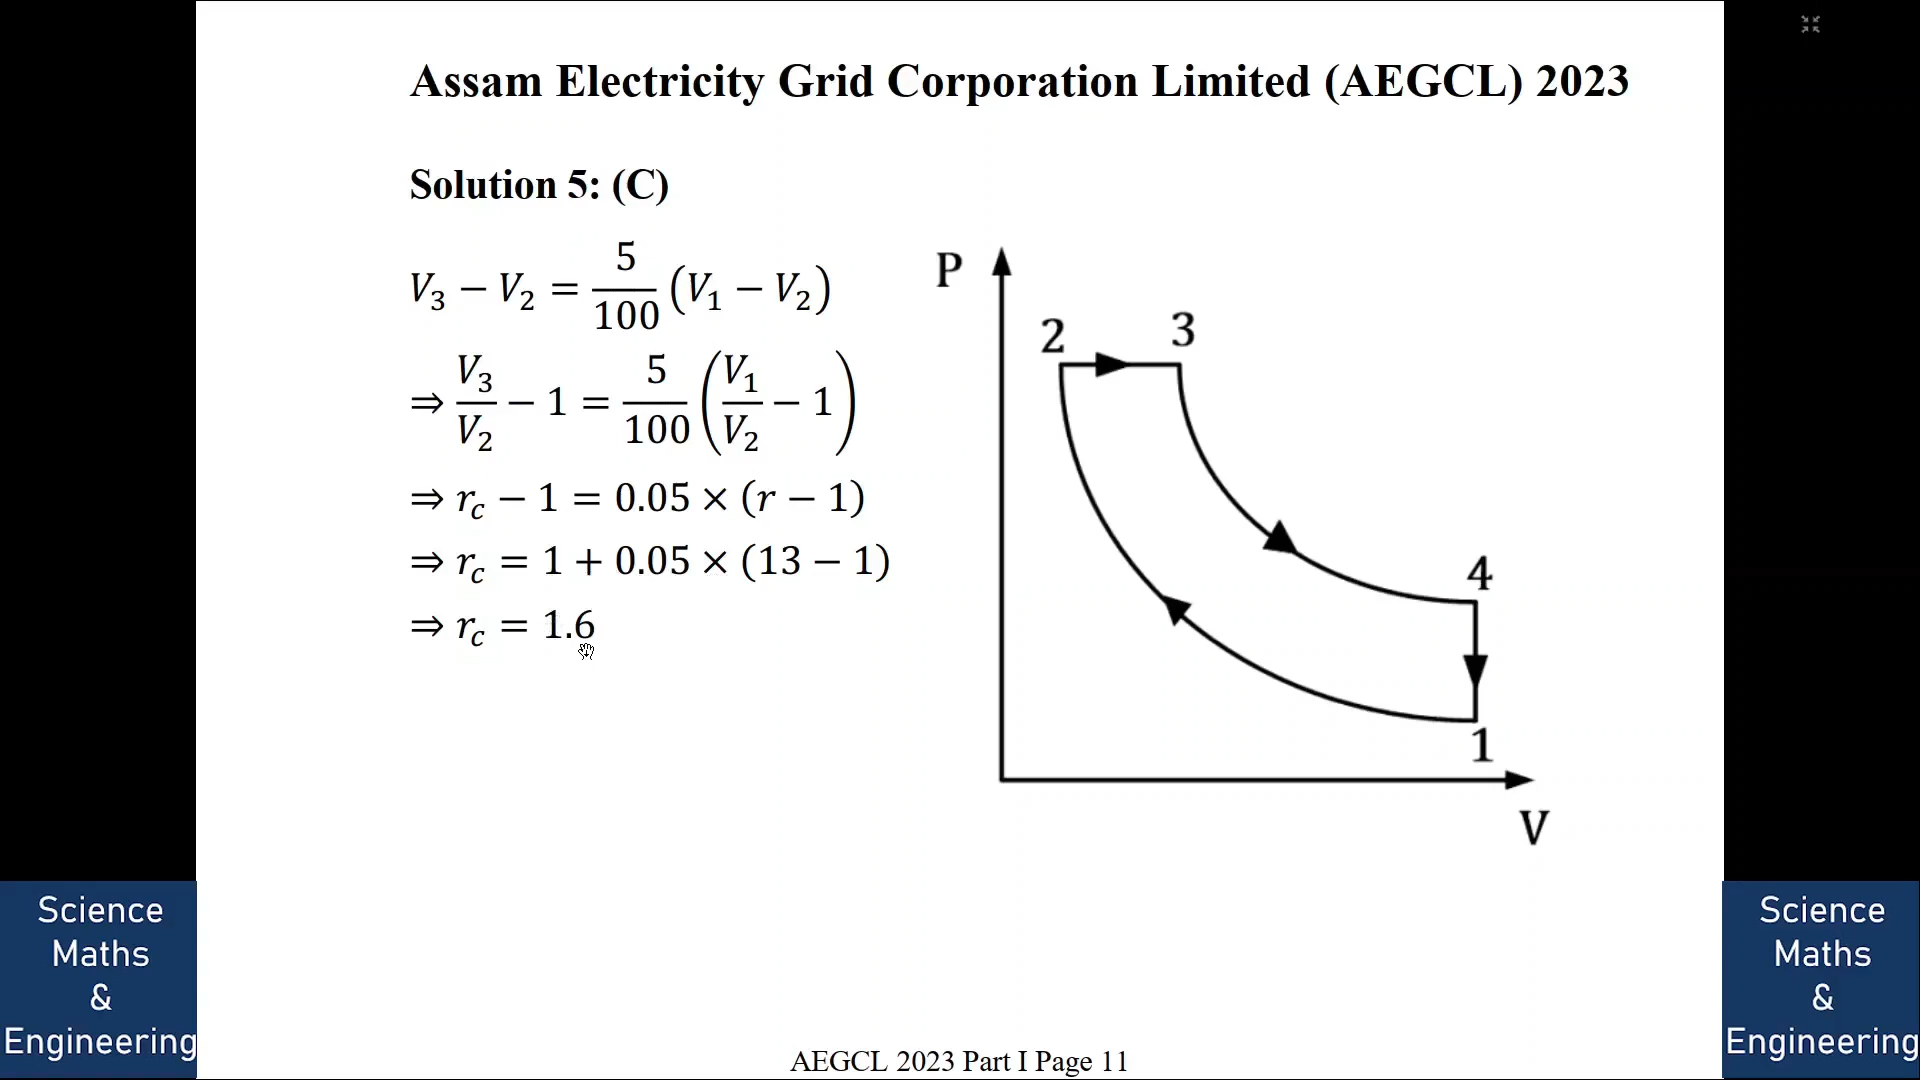 Assam Electricity Grid Corporation Limited (AEGCL) 2023
Solution 5: (C)
V₃ − V₂ = 5/100 (V₁ − V₂)
⇒ V₃/V₂ − 1 = 5/100 (V₁/V₂ − 1)
⇒ r_c − 1 = 0.05 × (r − 1)
⇒ r_c = 1 + 0.05 × (13 − 1)
⇒ r_c = 1.6
P
2
3
4
1
V
Science
Maths
&
Engineering
Science
Maths
&
Engineering
AEGCL 2023 Part I Page 11